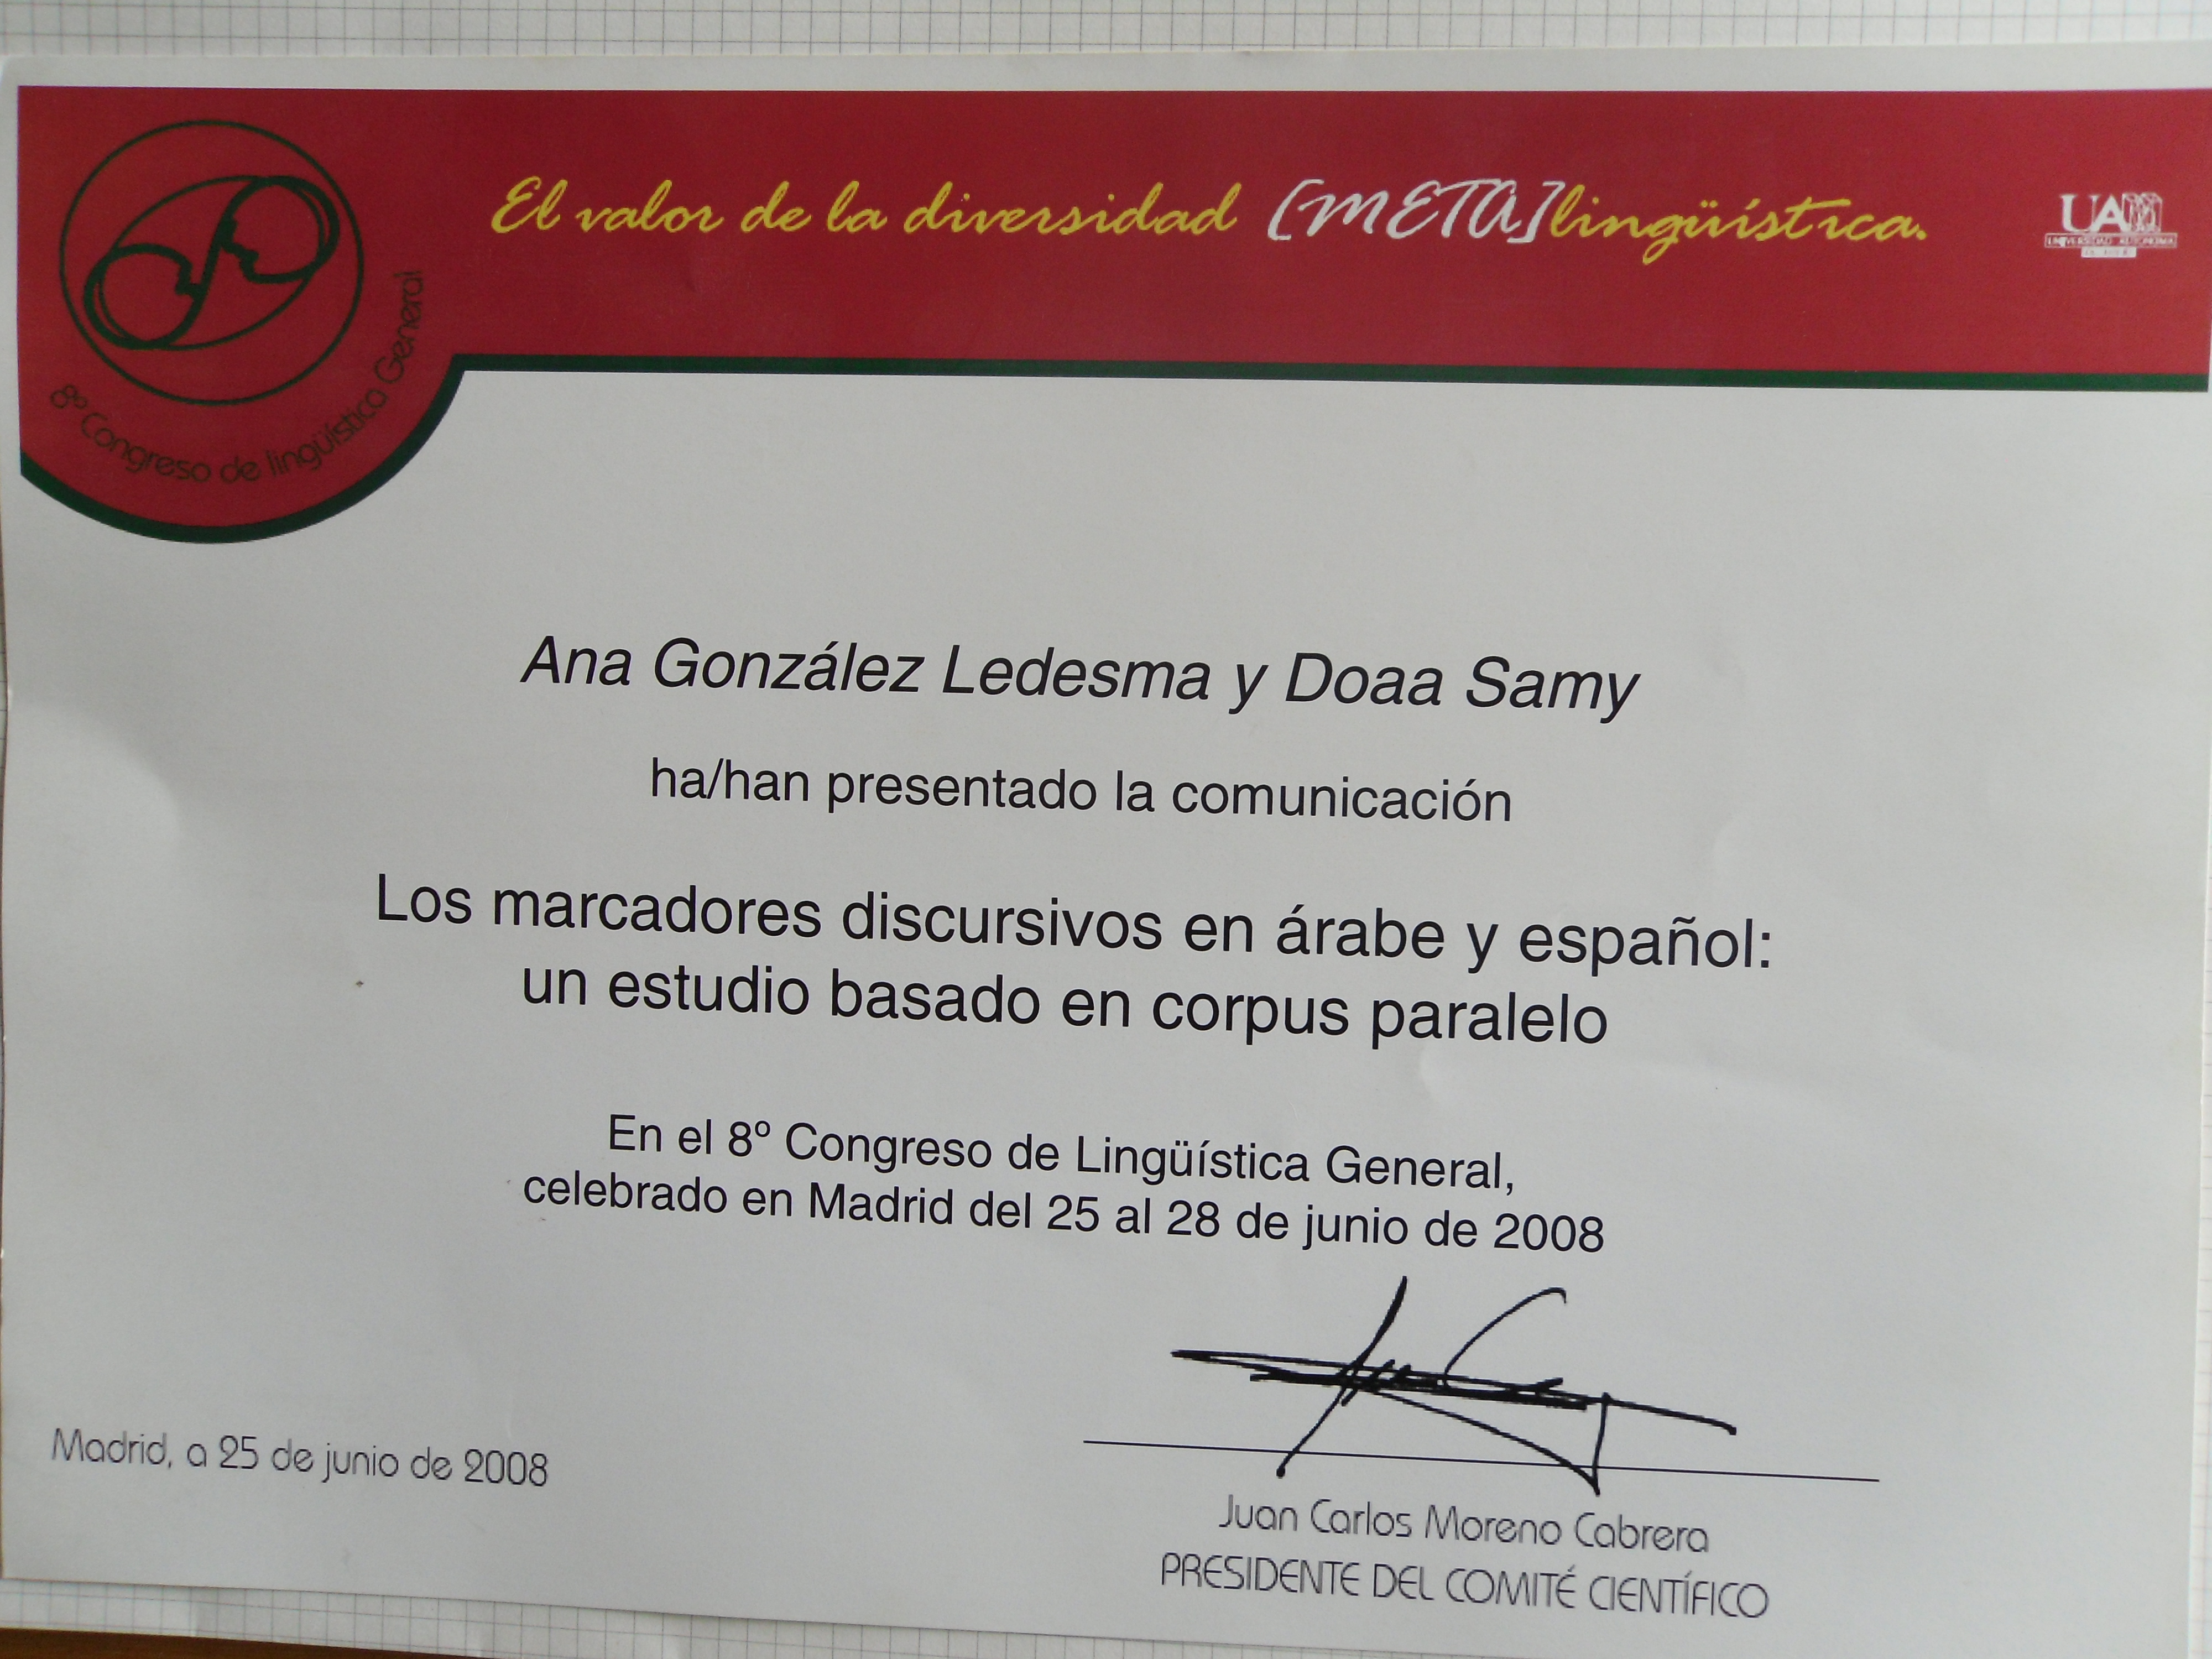 El valor de la diversidad [META]lingüística.
UAM
UNIVERSIDAD AUTONOMA
8º Congreso de lingüístico General
Ana González Ledesma y Doaa Samy
ha/han presentado la comunicación
Los marcadores discursivos en árabe y español:
un estudio basado en corpus paralelo
En el 8º Congreso de Lingüística General,
celebrado en Madrid del 25 al 28 de junio de 2008
Madrid, a 25 de junio de 2008
Juan Carlos Moreno Cabrera
PRESIDENTE DEL COMITÉ CIENTÍFICO